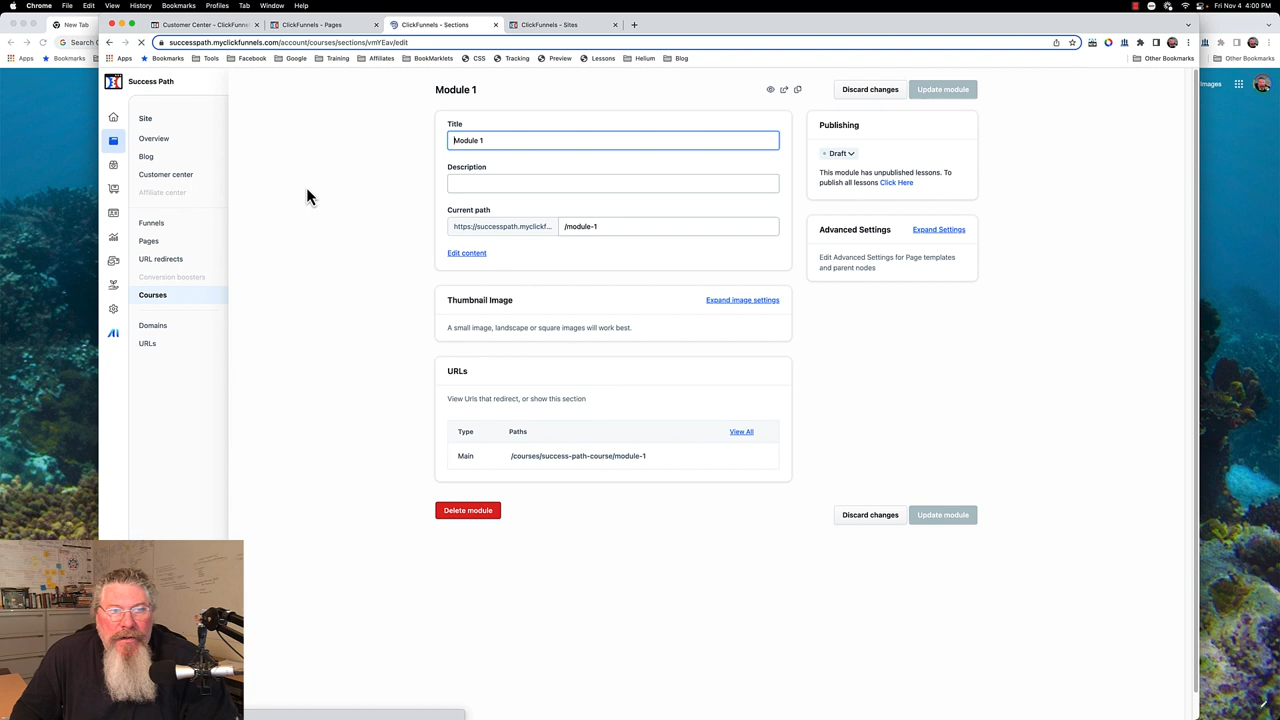 Chrome File Edit View History Bookmarks Profiles Tab Window Help
Fri Nov 4 4:00 PM
New Tab
Customer Center - ClickFunnel
ClickFunnels - Pages
ClickFunnels - Sections
ClickFunnels - Sites
Search G
successpath.myclickfunnels.com/account/courses/sections/vmYEav/edit
Apps Bookmarks
Apps Bookmarks Tools Facebook Google Training Affiliates BookMarklets CSS Tracking Preview Lessons Helium Blog Other Bookmarks
Other Bookmarks
Images
Success Path
Site
Overview
Blog
Customer center
Affiliate center
Funnels
Pages
URL redirects
Conversion boosters
Courses
Domains
URLs
Module 1
Discard changes
Update module
Title
Module 1
Description
Current path
https://successpath.myclickf...
/module-1
Edit content
Thumbnail Image
Expand image settings
A small image, landscape or square images will work best.
URLs
View Urls that redirect, or show this section
Type Paths View All
Main /courses/success-path-course/module-1
Delete module
Discard changes
Update module
Publishing
Draft
This module has unpublished lessons. To
publish all lessons Click Here
Advanced Settings
Expand Settings
Edit Advanced Settings for Page templates
and parent nodes